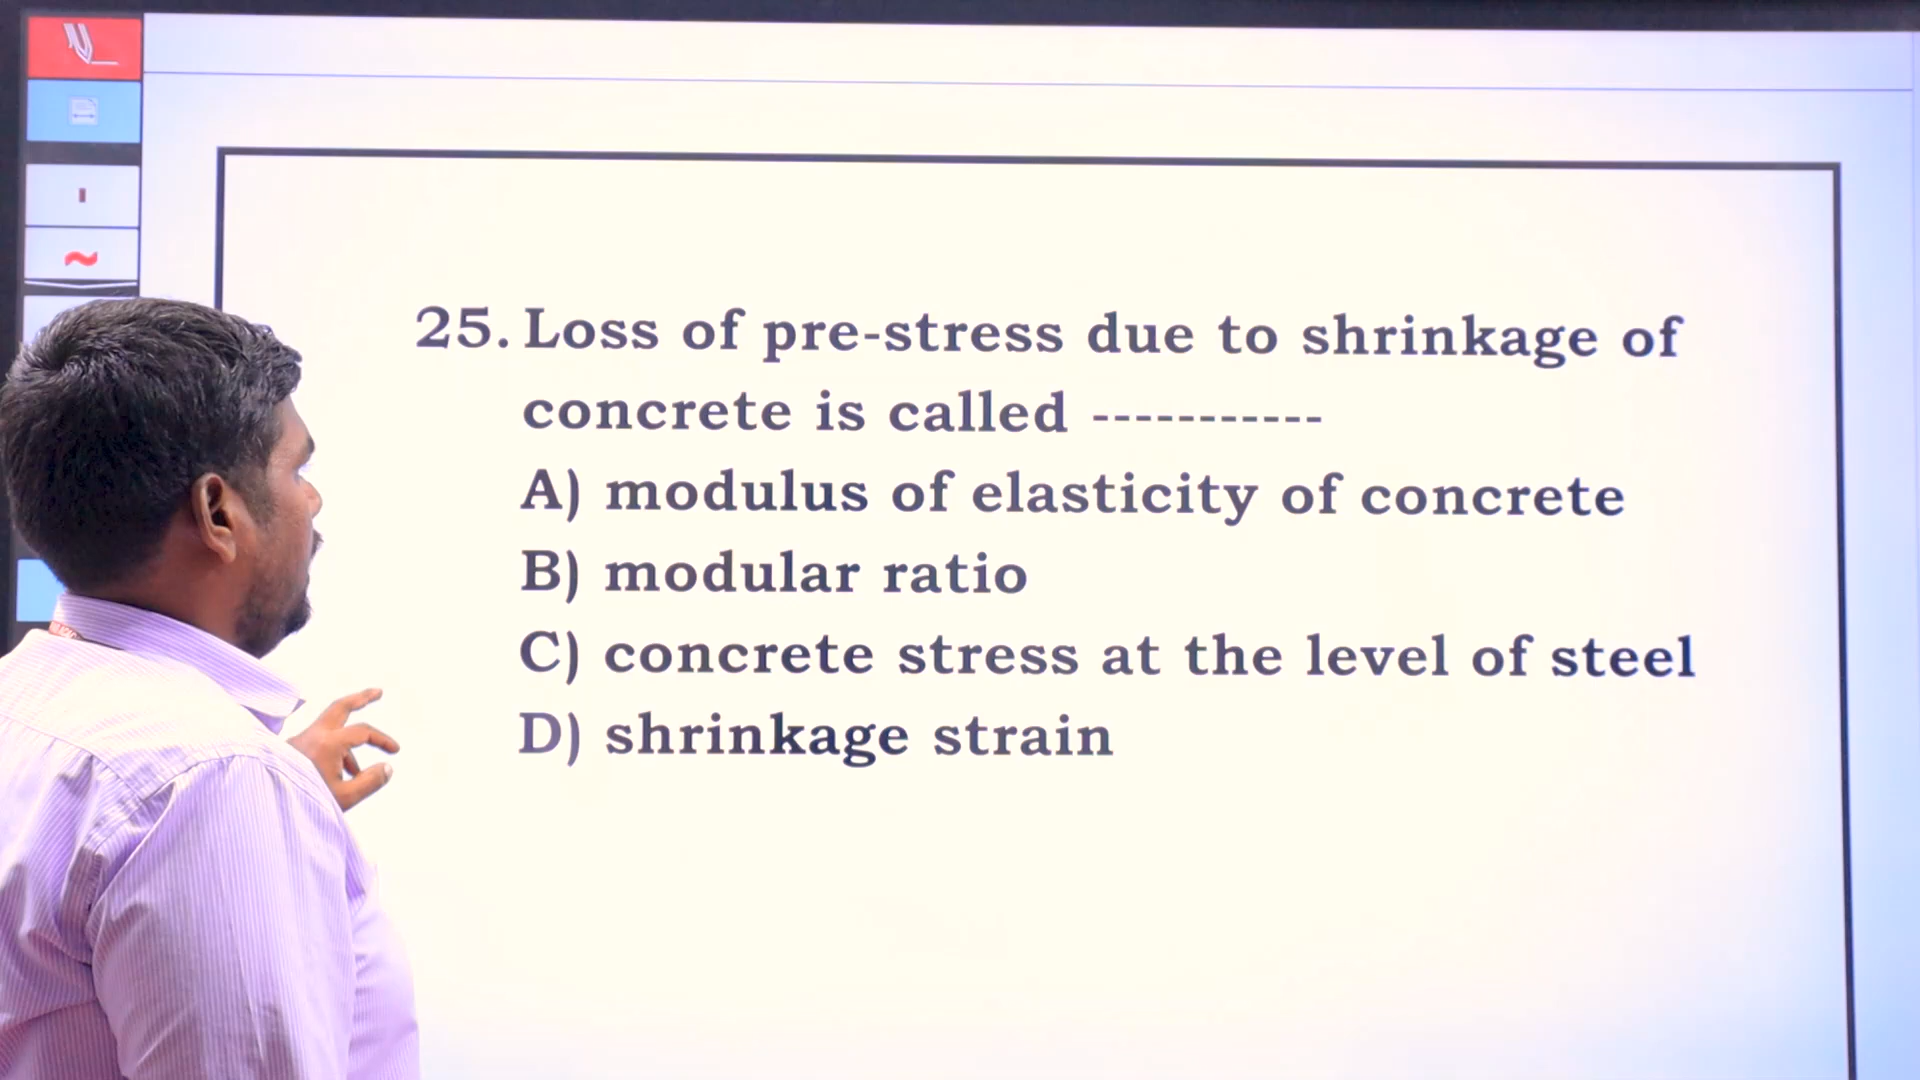 25. Loss of pre-stress due to shrinkage of
concrete is called -----------
A) modulus of elasticity of concrete
B) modular ratio
C) concrete stress at the level of steel
D) shrinkage strain